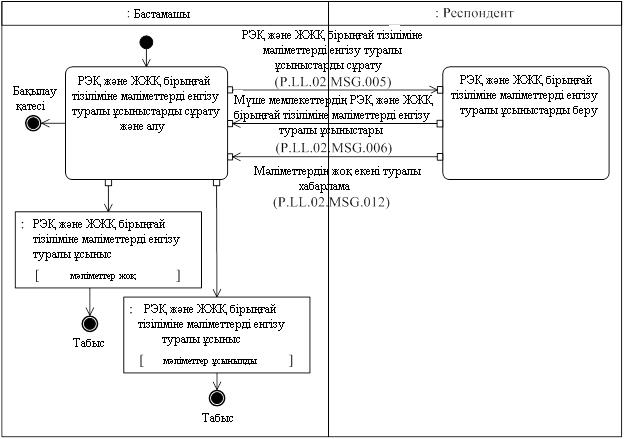 : Бастамашы
: Респондент
РЭҚ және ЖЖҚ бірыңғай тізіліміне
мәліметтерді енгізу туралы
ұсыныстарды сұрату
(P.LL.02.MSG.005)
РЭҚ және ЖЖҚ бірыңғай
тізіліміне мәліметтерді енгізу
туралы ұсыныстарды сұрату
және алу
РЭҚ және ЖЖҚ бірыңғай
тізіліміне мәліметтерді енгізу
туралы ұсыныстарды беру
Бақылау
қатесі
Мүше мемлекеттердің РЭҚ және ЖЖҚ
бірыңғай тізіліміне мәліметтерді енгізу
туралы ұсыныстары
(P.LL.02.MSG.006)
Мәліметтердің жоқ екені туралы
хабарлама
(P.LL.02.MSG.012)
: РЭҚ және ЖЖҚ бірыңғай
тізіліміне мәліметтерді енгізу
туралы ұсыныс
[ мәліметтер жоқ ]
Табыс
: РЭҚ және ЖЖҚ бірыңғай
тізіліміне мәліметтерді енгізу
туралы ұсыныс
[ мәліметтер ұсынылды ]
Табыс